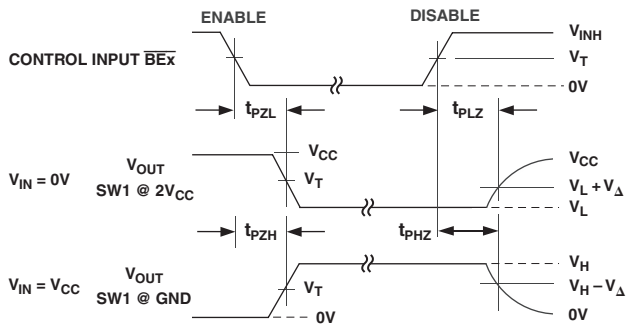 ENABLE DISABLE
CONTROL INPUT BEx
VINH
VT
0V
tPZL tPLZ
VIN = 0V
VOUT
SW1 @ 2VCC
VCC
VT
VCC
VL + VΔ
VL
tPZH tPHZ
VIN = VCC
VOUT
SW1 @ GND
VT
0V
VH
VH – VΔ
0V